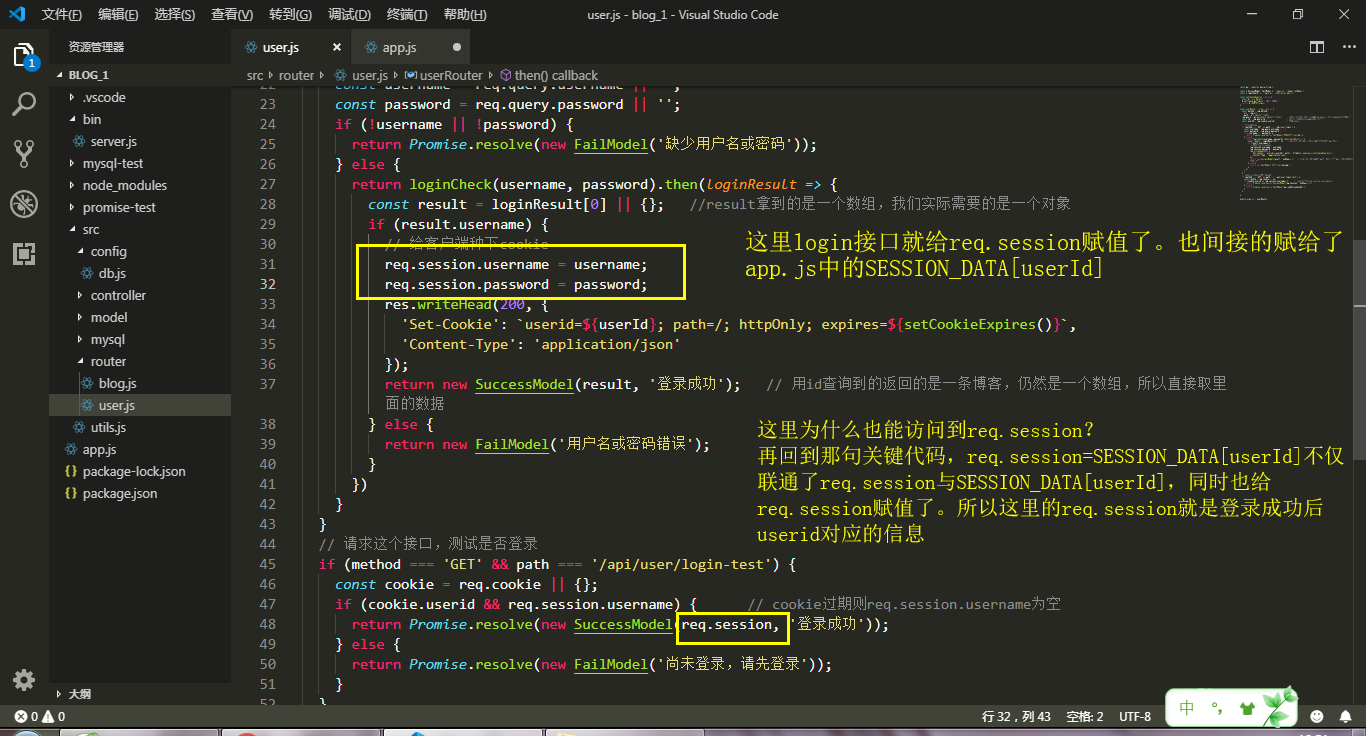 文件(F) 编辑(E) 选择(S) 查看(V) 转到(G) 调试(D) 终端(T) 帮助(H) user.js - blog_1 - Visual Studio Code
资源管理器
user.js × app.js
1
BLOG_1
src router user.js userRouter then() callback
.vscode
bin
server.js
mysql-test
node_modules
promise-test
src
config
db.js
controller
model
mysql
router
blog.js
user.js
utils.js
app.js
package-lock.json
package.json
大纲
23 const password = req.query.password || '';
24 if (!username || !password) {
25 return Promise.resolve(new FailModel('缺少用户名或密码'));
26 } else {
27 return loginCheck(username, password).then(loginResult => {
28 const result = loginResult[0] || {}; //result拿到的是一个数组，我们实际需要的是一个对象
29 if (result.username) {
30 // 给客户端种下cookie
31 req.session.username = username;
32 req.session.password = password;
33 res.writeHead(200, {
34 'Set-Cookie': `userid=${userId}; path=/; httpOnly; expires=${setCookieExpires()}`,
35 'Content-Type': 'application/json'
36 });
37 return new SuccessModel(result, '登录成功'); // 用id查询到的返回的是一条博客，仍然是一个数组，所以直接取里
面的数据
38 } else {
39 return new FailModel('用户名或密码错误');
40 }
41 })
42 }
43 }
44 // 请求这个接口，测试是否登录
45 if (method === 'GET' && path === '/api/user/login-test') {
46 const cookie = req.cookie || {};
47 if (cookie.userid && req.session.username) { // cookie过期则req.session.username为空
48 return Promise.resolve(new SuccessModel(req.session, '登录成功'));
49 } else {
50 return Promise.resolve(new FailModel('尚未登录，请先登录'));
51 }
52 }
这里login接口就给req.session赋值了。也间接的赋给了
app.js中的SESSION_DATA[userId]
这里为什么也能访问到req.session?
再回到那句关键代码，req.session=SESSION_DATA[userId]不仅
联通了req.session与SESSION_DATA[userId]，同时也给
req.session赋值了。所以这里的req.session就是登录成功后
userid对应的信息
0 0 行 32，列 43 空格: 2 UTF-8
中